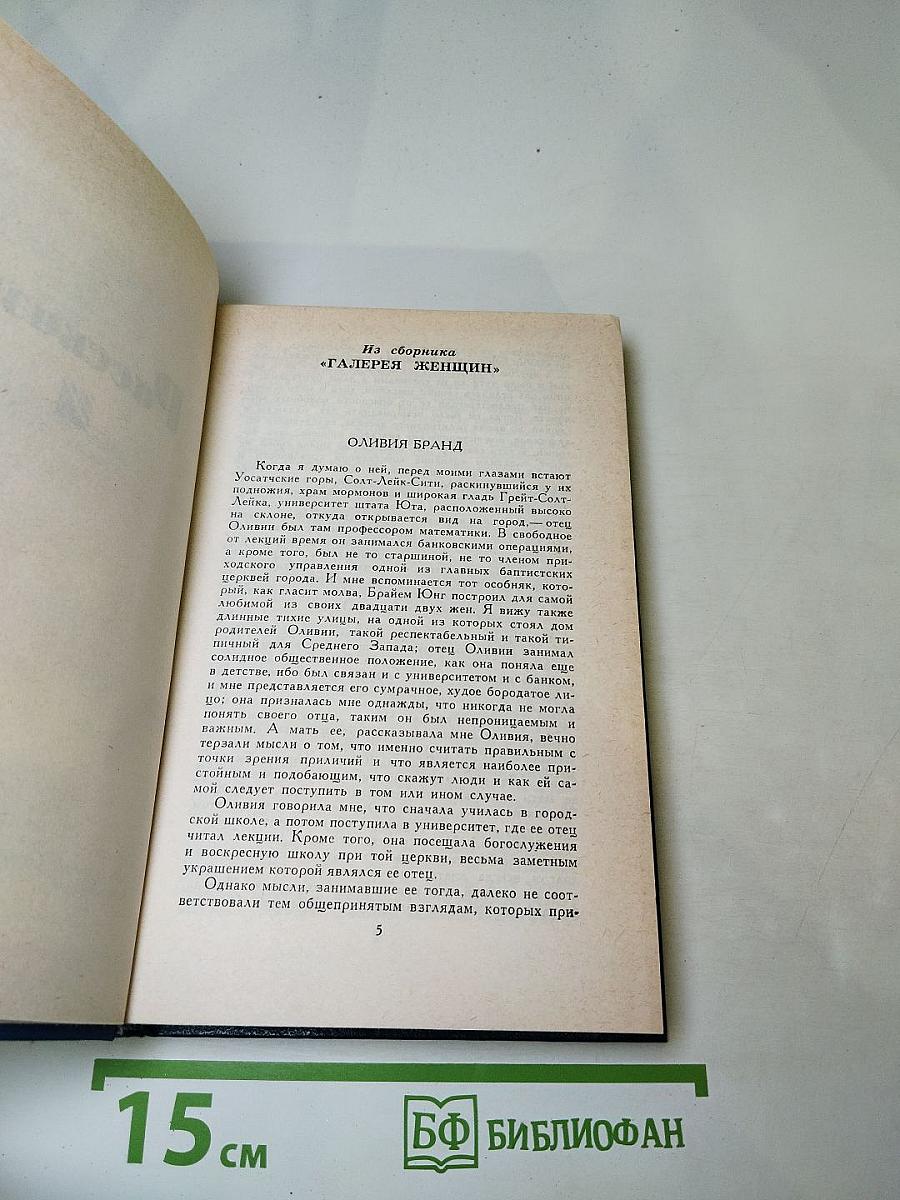 Из сборника
«ГАЛЕРЕЯ ЖЕНЩИН»
ОЛИВИЯ БРАНД
Когда я думаю о ней, перед моими глазами встают
Уосатчские горы, Солт-Лейк-Сити, раскинувшийся у их
подножия, храм мормонов и широкая гладь Грейт-Солт-
Лейка, университет штата Юта, расположенный высоко
на склоне, откуда открывается вид на город,— отец
Оливии был там профессором математики. В свободное
от лекций время он занимался банковскими операциями,
а кроме того, был не то старшиной, не то членом при-
ходского управления одной из главных баптистских
церквей города. И мне вспоминается тот особняк, кото-
рый, как гласит молва, Брайем Юнг построил для самой
любимой из своих двадцати двух жен. Я вижу также
длинные тихие улицы, на одной из которых стоял дом
родителей Оливии, такой респектабельный и такой ти-
пичный для Среднего Запада; отец Оливии занимал
солидное общественное положение, как она поняла еще
в детстве, ибо был связан и с университетом и с банком,
и мне представляется его сумрачное, худое бородатое ли-
цо; она призналась мне однажды, что никогда не могла
понять своего отца, таким он был непроницаемым и
важным. А мать ее, рассказывала мне Оливия, вечно
терзали мысли о том, что именно считать правильным с
точки зрения приличий и что является наиболее при-
стойным и подобающим, что скажут люди и как ей са-
мой следует поступить в том или ином случае.
Оливия говорила мне, что сначала училась в город-
ской школе, а потом поступила в университет, где ее отец
читал лекции. Кроме того, она посещала богослужения
и воскресную школу при той церкви, весьма заметным
украшением которой являлся ее отец.
Однако мысли, занимавшие ее тогда, далеко не соот-
ветствовали тем общепринятым взглядам, которых при-
5
15 см
БФ БИБЛИОФАН